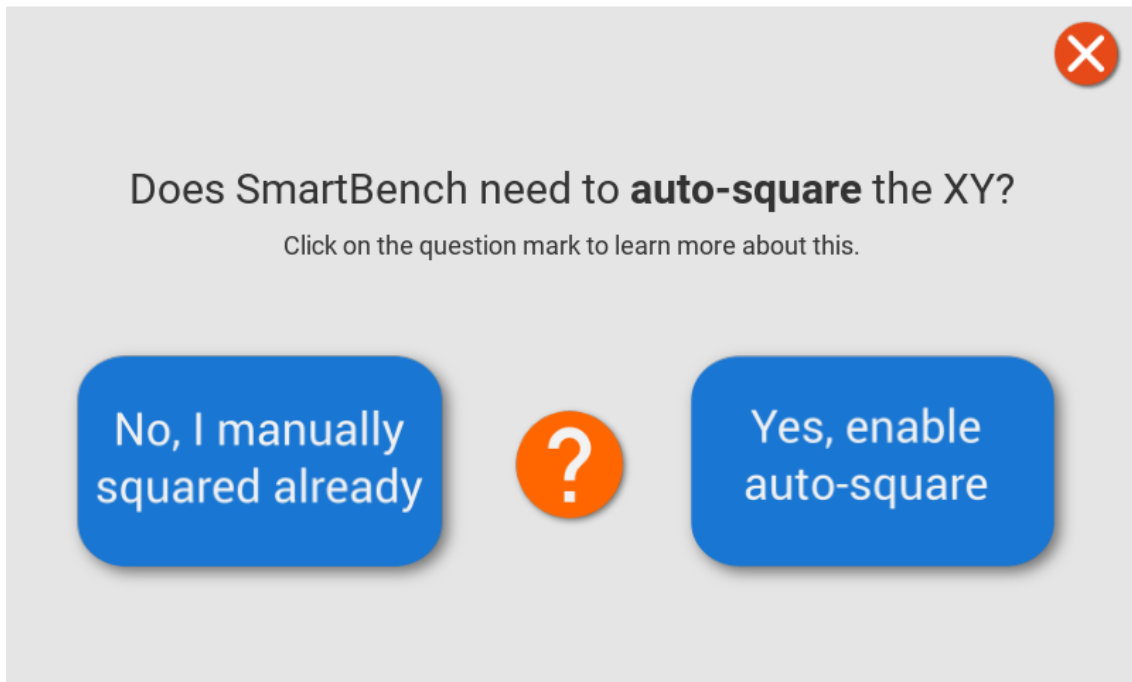 Does SmartBench need to auto-square the XY?
Click on the question mark to learn more about this.
No, I manually
squared already
?
Yes, enable
auto-square